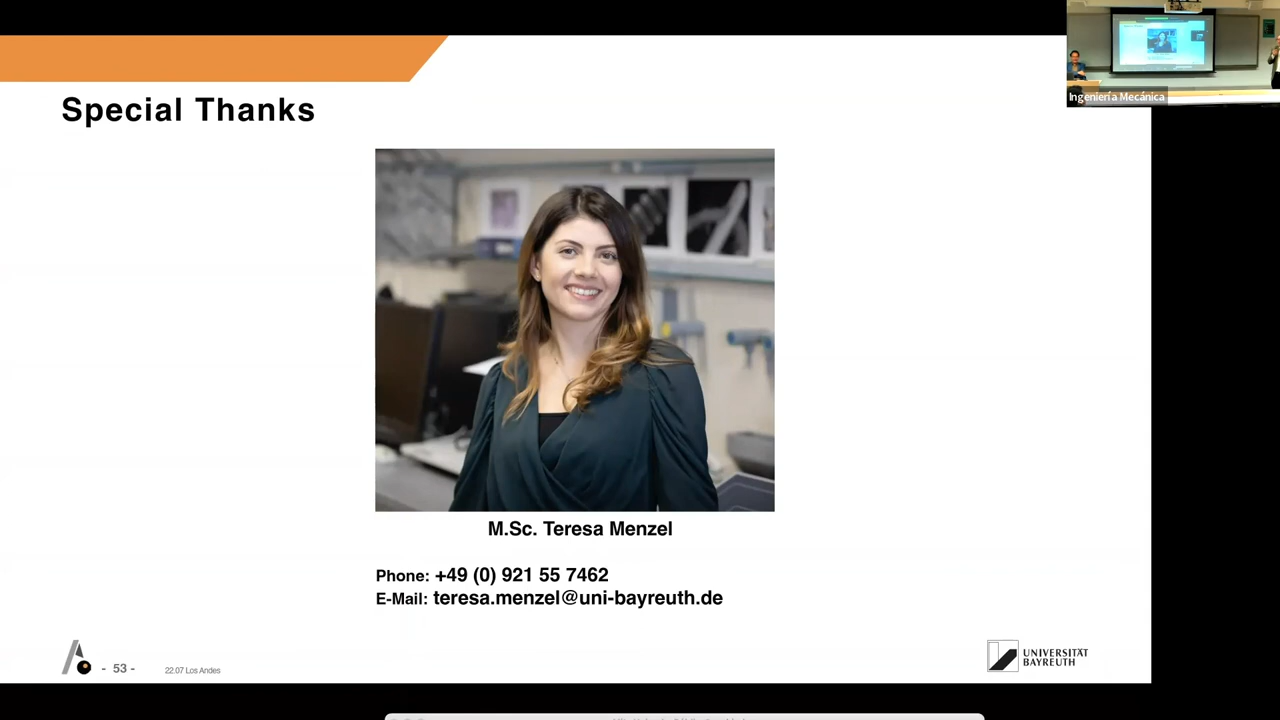 Ingeniería Mecánica
Special Thanks
M.Sc. Teresa Menzel
Phone: +49 (0) 921 55 7462
E-Mail: teresa.menzel@uni-bayreuth.de
- 53 -
22.07 Los Andes
UNIVERSITÄT
BAYREUTH